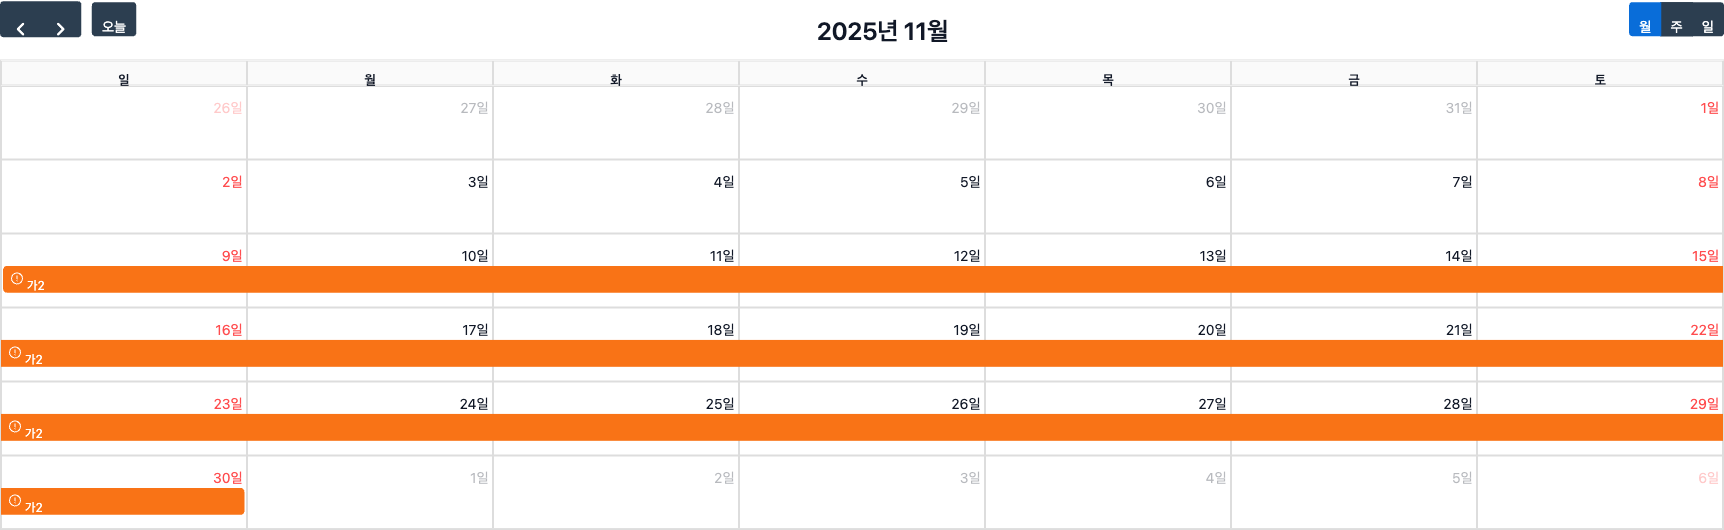 오늘
2025년 11월
월 주 일
일 월 화 수 목 금 토
26일 27일 28일 29일 30일 31일 1일
2일 3일 4일 5일 6일 7일 8일
9일 10일 11일 12일 13일 14일 15일
가2
16일 17일 18일 19일 20일 21일 22일
가2
23일 24일 25일 26일 27일 28일 29일
가2
30일 1일 2일 3일 4일 5일 6일
가2